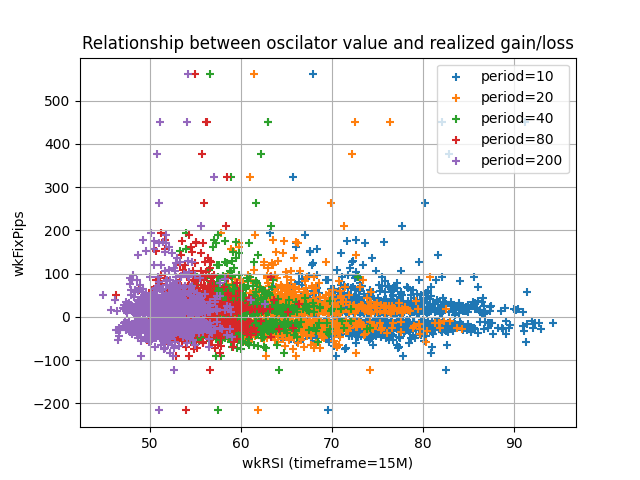 Relationship between oscilator value and realized gain/loss
period=10
period=20
period=40
period=80
period=200
500
400
300
200
100
0
−100
−200
wkFixPips
50
60
70
80
90
wkRSI (timeframe=15M)